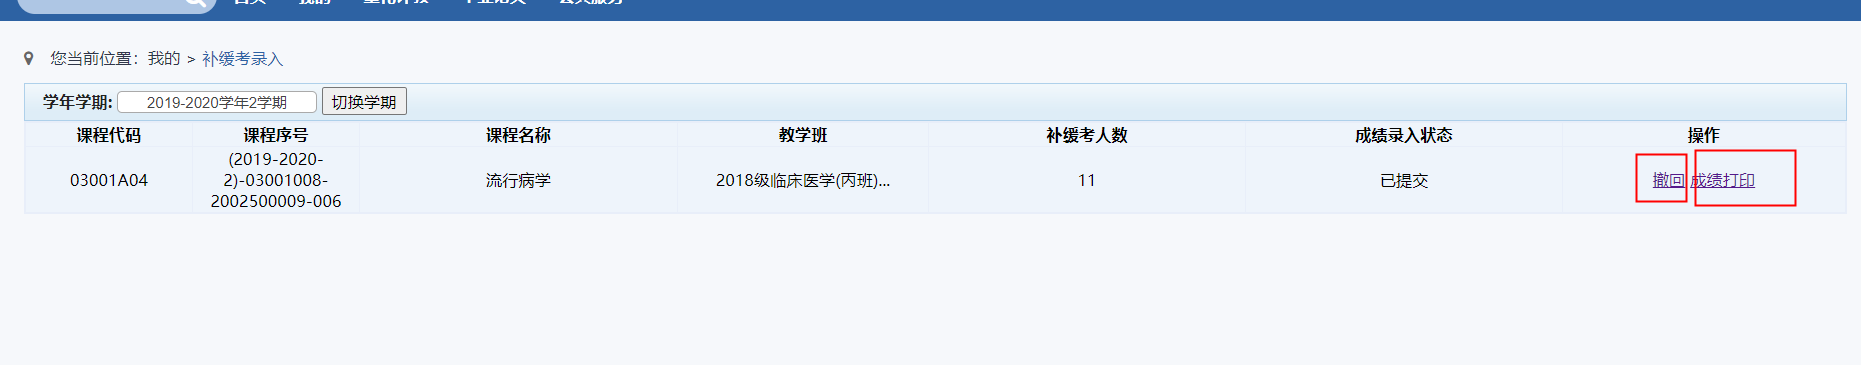 您当前位置：我的 > 补缓考录入
学年学期: 2019-2020学年2学期 切换学期
课程代码 课程序号 课程名称 教学班 补缓考人数 成绩录入状态 操作
03001A04 (2019-2020-2)-03001008-2002500009-006 流行病学 2018级临床医学(丙班)... 11 已提交 撤回 成绩打印